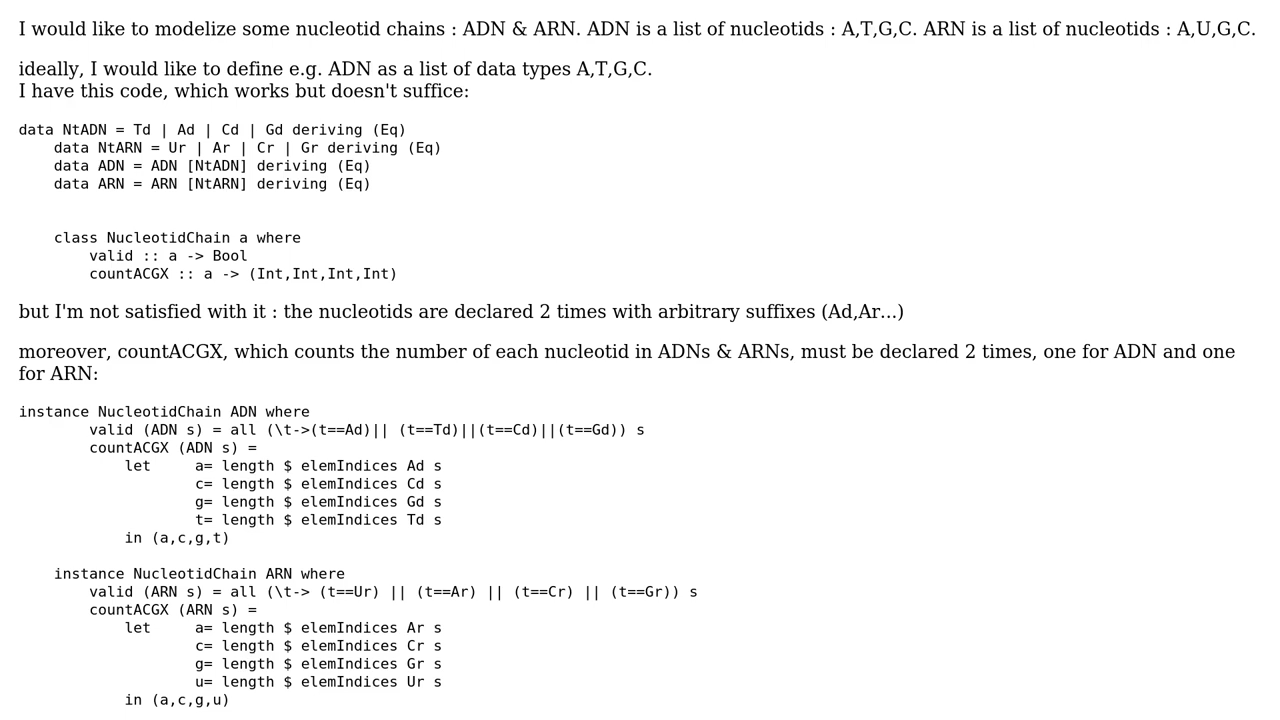 I would like to modelize some nucleotid chains : ADN & ARN. ADN is a list of nucleotids : A,T,G,C. ARN is a list of nucleotids : A,U,G,C.
ideally, I would like to define e.g. ADN as a list of data types A,T,G,C.
I have this code, which works but doesn't suffice:
data NtADN = Td | Ad | Cd | Gd deriving (Eq)
    data NtARN = Ur | Ar | Cr | Gr deriving (Eq)
    data ADN = ADN [NtADN] deriving (Eq)
    data ARN = ARN [NtARN] deriving (Eq)
    class NucleotidChain a where
        valid :: a -> Bool
        countACGX :: a -> (Int,Int,Int,Int)
but I'm not satisfied with it : the nucleotids are declared 2 times with arbitrary suffixes (Ad,Ar...)
moreover, countACGX, which counts the number of each nucleotid in ADNs & ARNs, must be declared 2 times, one for ADN and one
for ARN:
instance NucleotidChain ADN where
        valid (ADN s) = all (\t->(t==Ad)|| (t==Td)||(t==Cd)||(t==Gd)) s
        countACGX (ADN s) =
            let     a= length $ elemIndices Ad s
                    c= length $ elemIndices Cd s
                    g= length $ elemIndices Gd s
                    t= length $ elemIndices Td s
            in (a,c,g,t)
    instance NucleotidChain ARN where
        valid (ARN s) = all (\t-> (t==Ur) || (t==Ar) || (t==Cr) || (t==Gr)) s
        countACGX (ARN s) =
            let     a= length $ elemIndices Ar s
                    c= length $ elemIndices Cr s
                    g= length $ elemIndices Gr s
                    u= length $ elemIndices Ur s
            in (a,c,g,u)